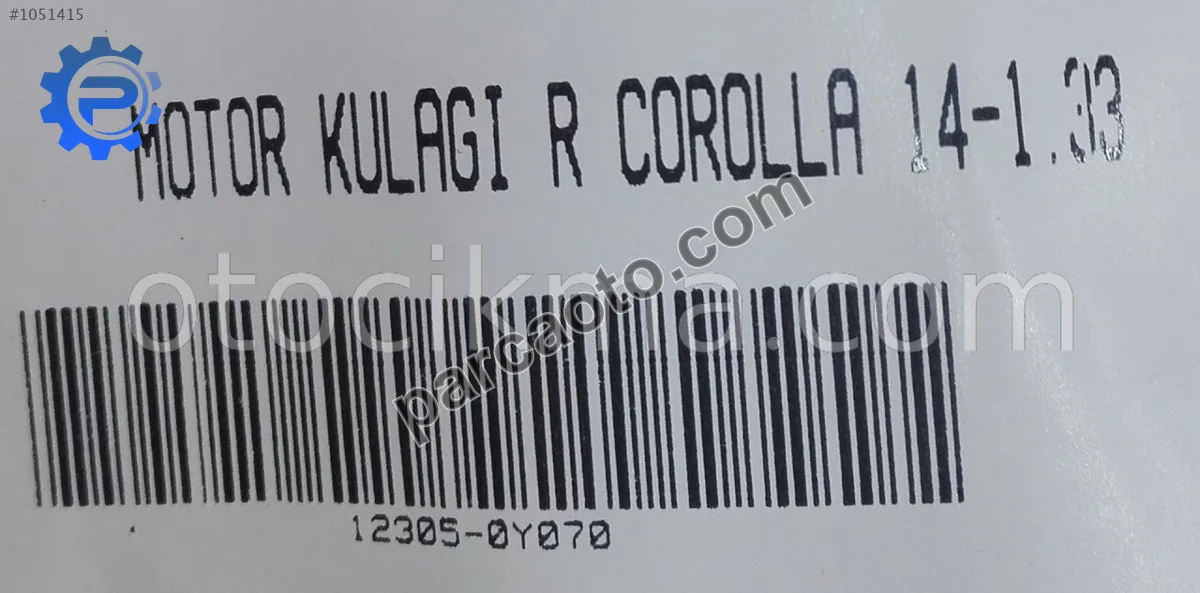 #1051415
MOTOR KULAGI R COROLLA 14-1.33
otocikma.com
parcaoto.com
12305-0Y070